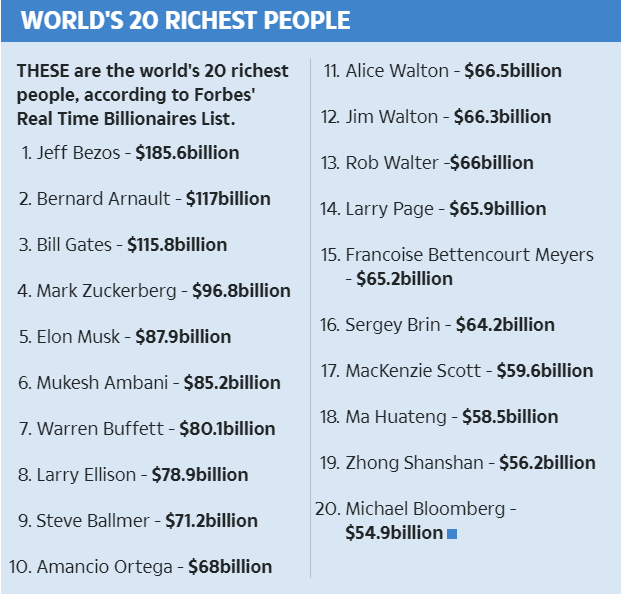 WORLD'S 20 RICHEST PEOPLE
THESE are the world's 20 richest
people, according to Forbes'
Real Time Billionaires List.
1. Jeff Bezos - $185.6billion
2. Bernard Arnault - $117billion
3. Bill Gates - $115.8billion
4. Mark Zuckerberg - $96.8billion
5. Elon Musk - $87.9billion
6. Mukesh Ambani - $85.2billion
7. Warren Buffett - $80.1billion
8. Larry Ellison - $78.9billion
9. Steve Ballmer - $71.2billion
10. Amancio Ortega - $68billion
11. Alice Walton - $66.5billion
12. Jim Walton - $66.3billion
13. Rob Walter -$66billion
14. Larry Page - $65.9billion
15. Francoise Bettencourt Meyers
- $65.2billion
16. Sergey Brin - $64.2billion
17. MacKenzie Scott - $59.6billion
18. Ma Huateng - $58.5billion
19. Zhong Shanshan - $56.2billion
20. Michael Bloomberg -
$54.9billion